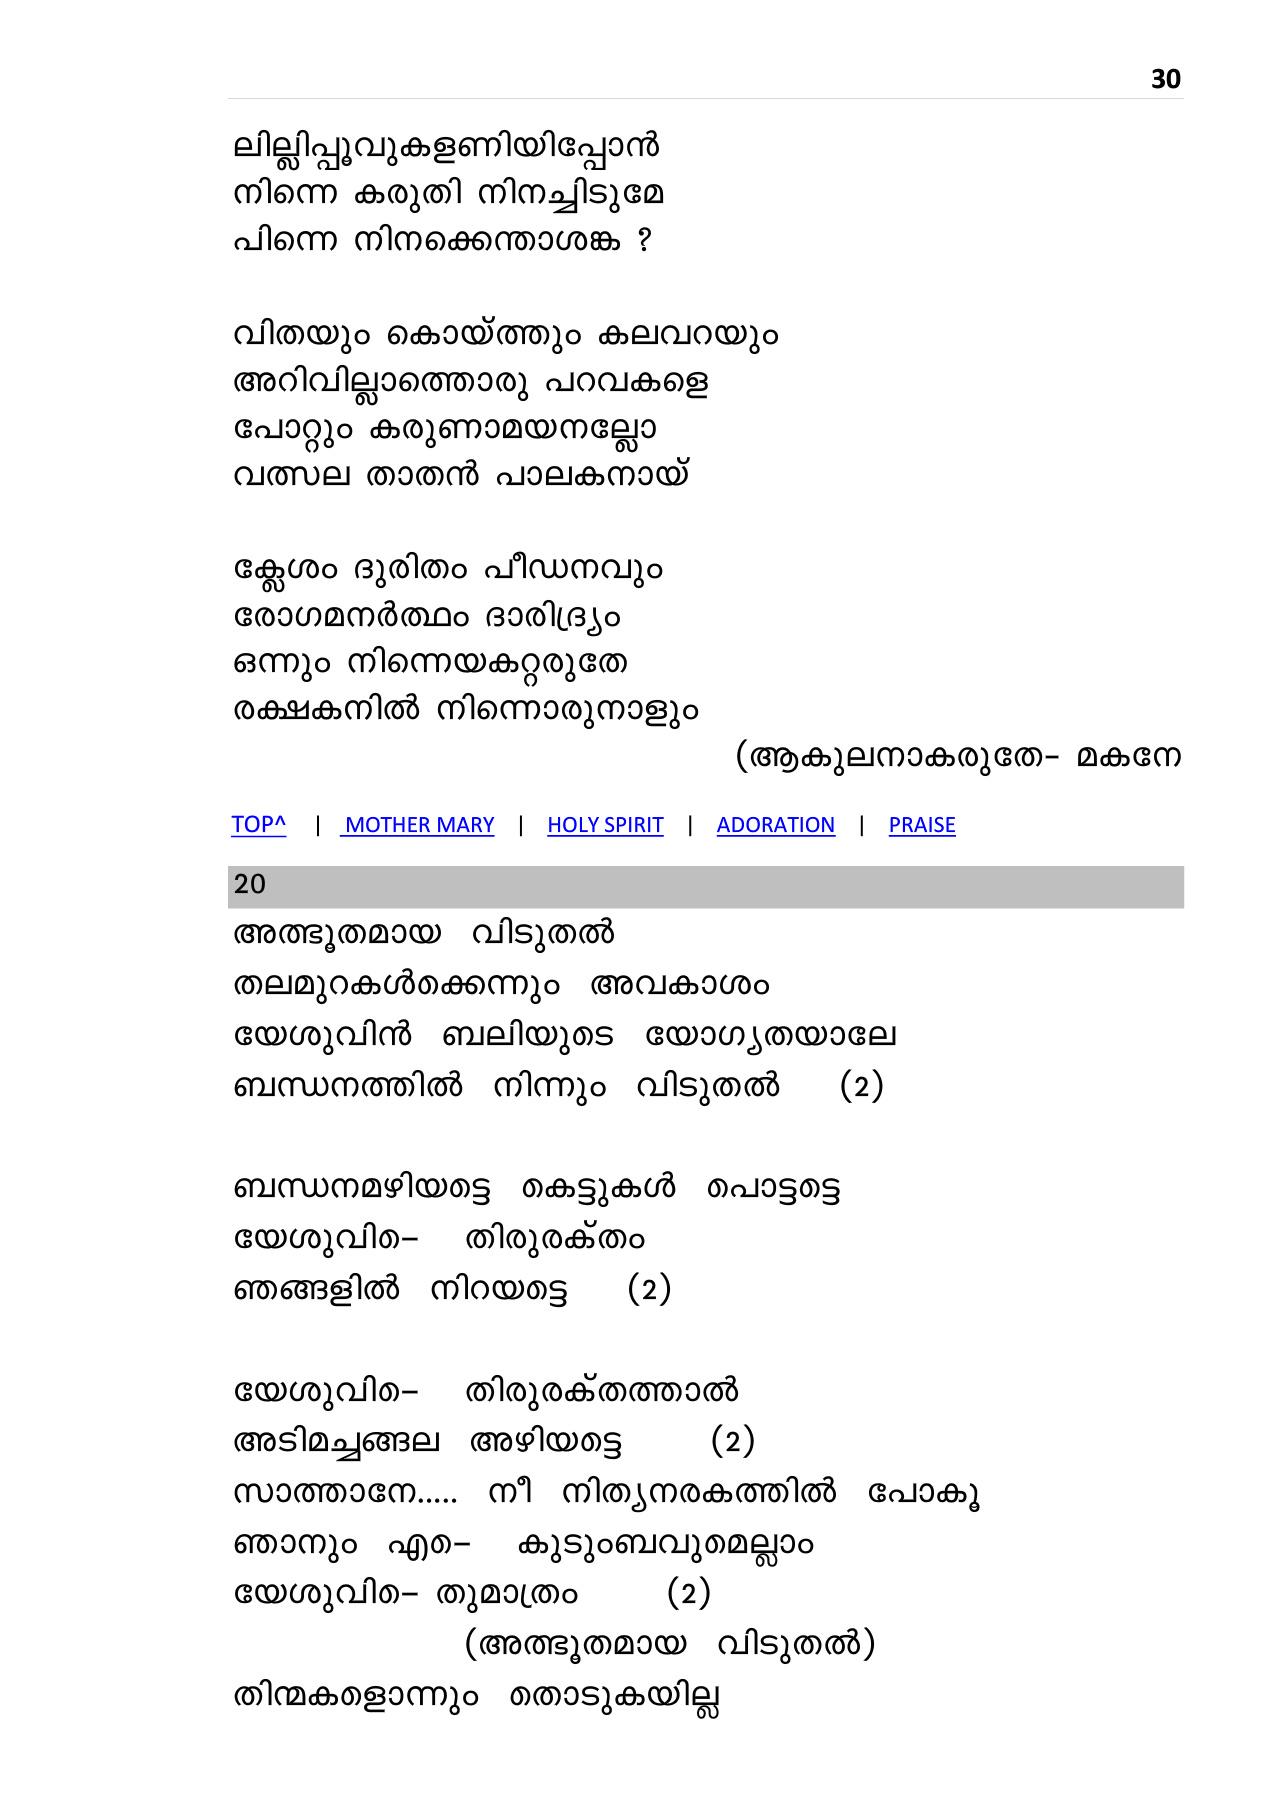 30
ലില്ലിപ്പൂവുകളണിയിപ്പോൻ
നിന്നെ കരുതി നിനച്ചിടുമേ
പിന്നെ നിനക്കെന്താശങ്ക ?
വിതയും കൊയ്ത്തും കലവറയും
അറിവില്ലാത്തൊരു പറവകളെ
പോറ്റും കരുണാമയനല്ലോ
വത്സല താതൻ പാലകനായ്
ക്ലേശം ദുരിതം പീഡനവും
രോഗമനർത്ഥം ദാരിദ്ര്യം
ഒന്നും നിന്നെയകറ്റരുതേ
രക്ഷകനിൽ നിന്നൊരുനാളും
(ആകുലനാകരുതേ- മകനേ
TOP^ | MOTHER MARY | HOLY SPIRIT | ADORATION | PRAISE
20
അത്ഭൂതമായ വിടുതൽ
തലമുറകൾക്കെന്നും അവകാശം
യേശുവിൻ ബലിയുടെ യോഗ്യതയാലേ
ബന്ധനത്തിൽ നിന്നും വിടുതൽ (2)
ബന്ധനമഴിയട്ടെ കെട്ടുകൾ പൊട്ടട്ടെ
യേശുവിെ- തിരുരക്തം
ഞങ്ങളിൽ നിറയട്ടെ (2)
യേശുവിെ- തിരുരക്തത്താൽ
അടിമച്ചങ്ങല അഴിയട്ടെ (2)
സാത്താനേ..... നീ നിത്യനരകത്തിൽ പോകൂ
ഞാനും എെ- കുടുംബവുമെല്ലാം
യേശുവിെ- തുമാത്രം (2)
(അത്ഭൂതമായ വിടുതൽ)
തിന്മകളൊന്നും തൊടുകയില്ല